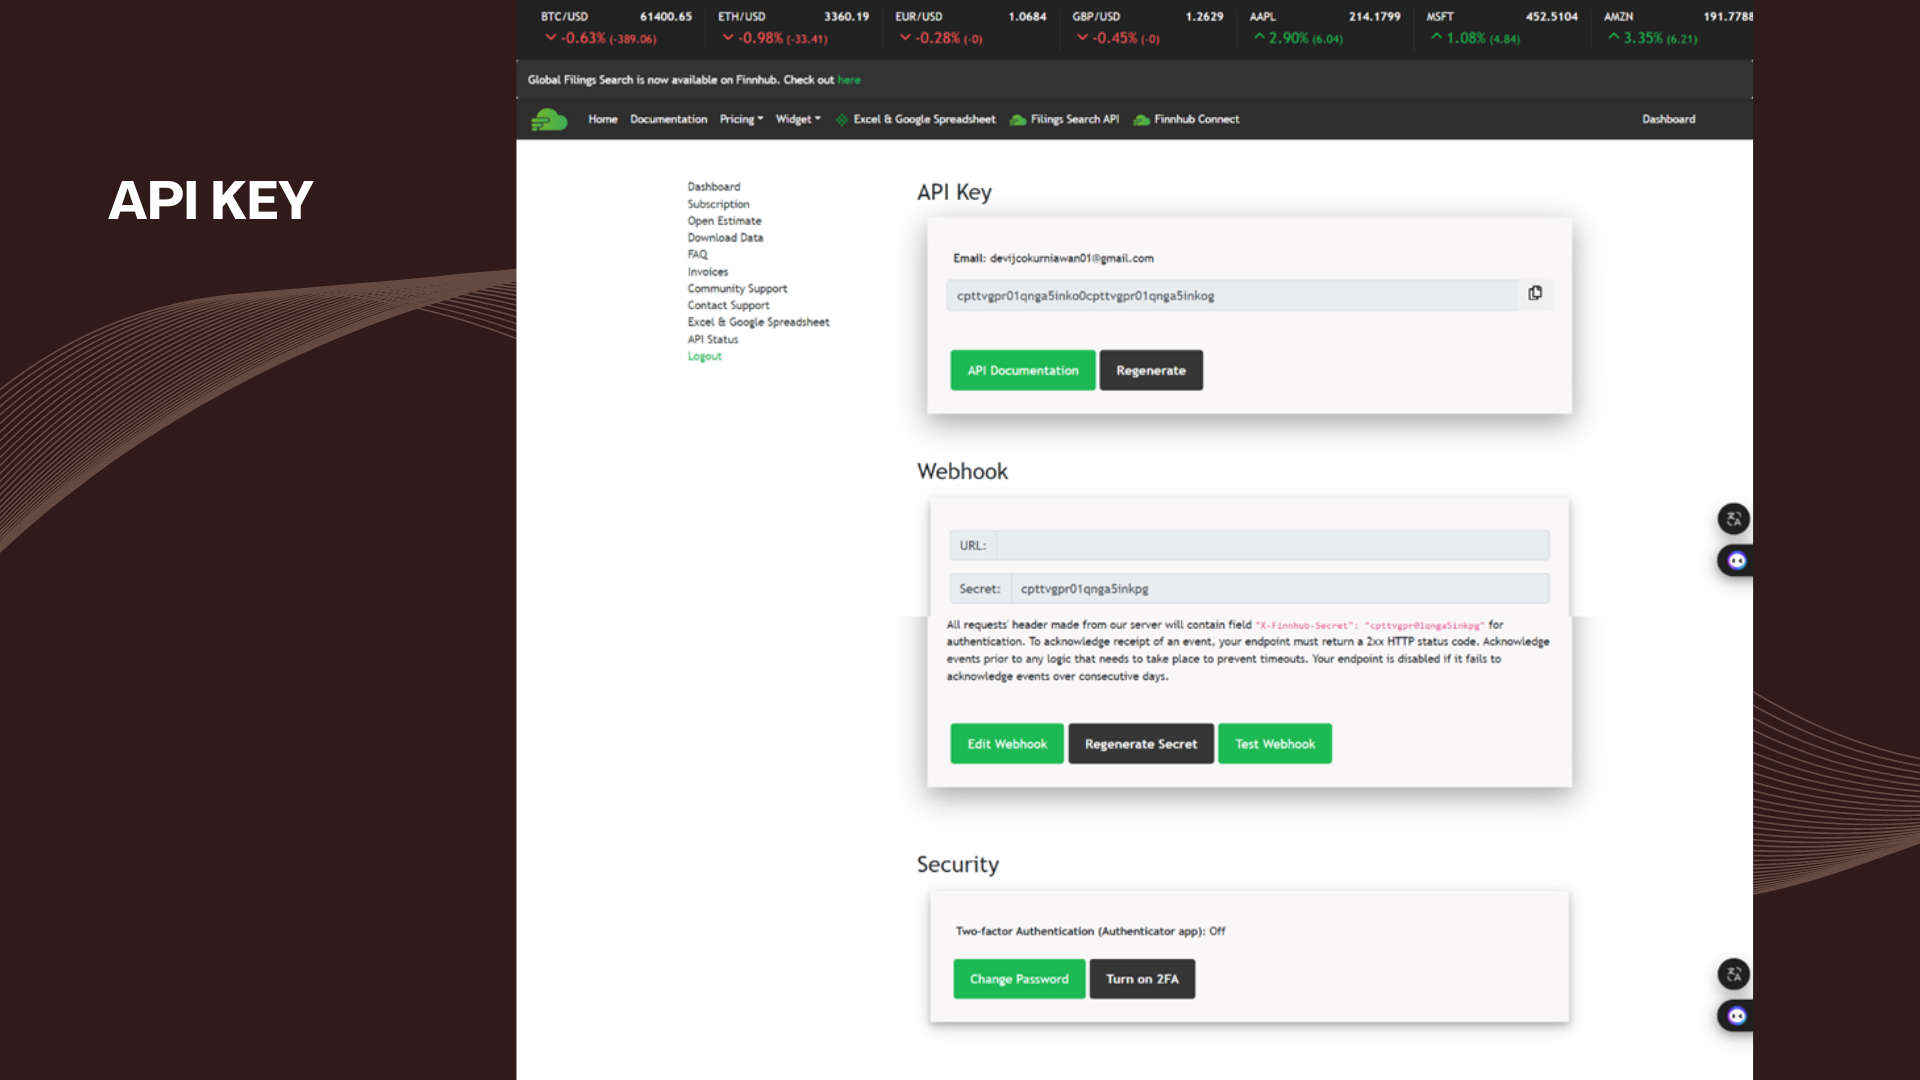 API KEY
BTC/USD 61400.65 ETH/USD 3360.19 EUR/USD 1.0684 GBP/USD 1.2629 AAPL 214.1799 MSFT 452.5104 AMZN 191.7788
-0.63% (-389.06) -0.98% (-33.41) -0.28% (-0) -0.45% (-0) 2.90% (6.04) 1.08% (4.84) 3.35% (6.21)
Global Filings Search is now available on Finnhub. Check out here
Home Documentation Pricing Widget Excel & Google Spreadsheet Filings Search API Finnhub Connect Dashboard
Dashboard
Subscription
Open Estimate
Download Data
FAQ
Invoices
Community Support
Contact Support
Excel & Google Spreadsheet
API Status
Logout
API Key
Email: devijcokurniawan01@gmail.com
cpttvgpr01qnga5inko0cpttvgpr01qnga5inkog
API Documentation Regenerate
Webhook
URL:
Secret: cpttvgpr01qnga5inkpg
All requests' header made from our server will contain field "X-Finnhub-Secret": "cpttvgpr01qnga5inkpg" for
authentication. To acknowledge receipt of an event, your endpoint must return a 2xx HTTP status code. Acknowledge
events prior to any logic that needs to take place to prevent timeouts. Your endpoint is disabled if it fails to
acknowledge events over consecutive days.
Edit Webhook Regenerate Secret Test Webhook
Security
Two-factor Authentication (Authenticator app): Off
Change Password Turn on 2FA